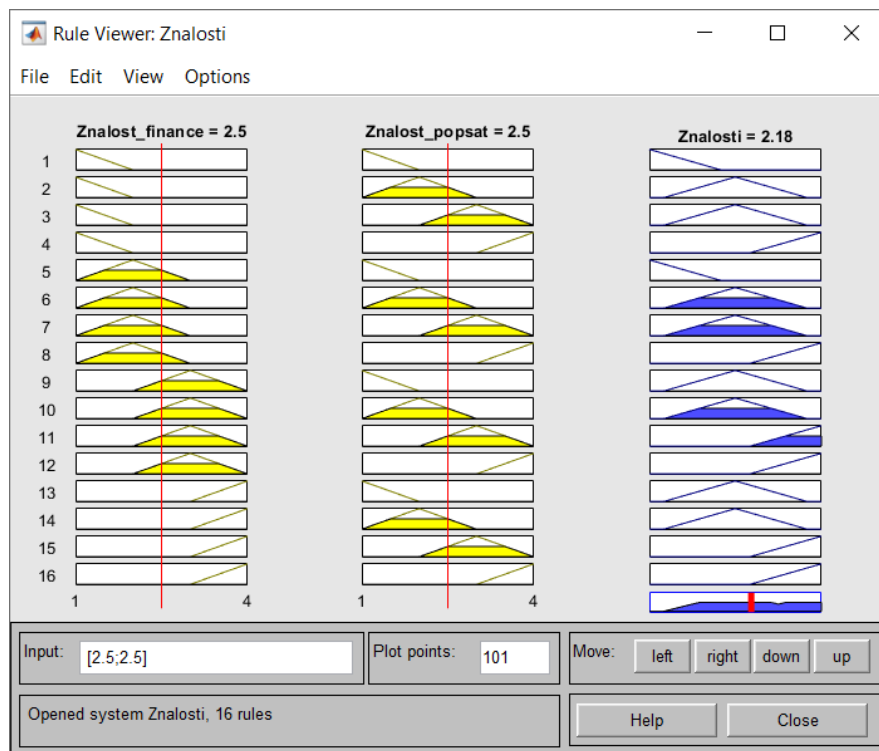 Rule Viewer: Znalosti
File Edit View Options
Znalost_finance = 2.5 Znalost_popsat = 2.5 Znalosti = 2.18
1
2
3
4
5
6
7
8
9
10
11
12
13
14
15
16
1 4 1 4
Input: [2.5;2.5] Plot points: 101 Move: left right down up
Opened system Znalosti, 16 rules Help Close